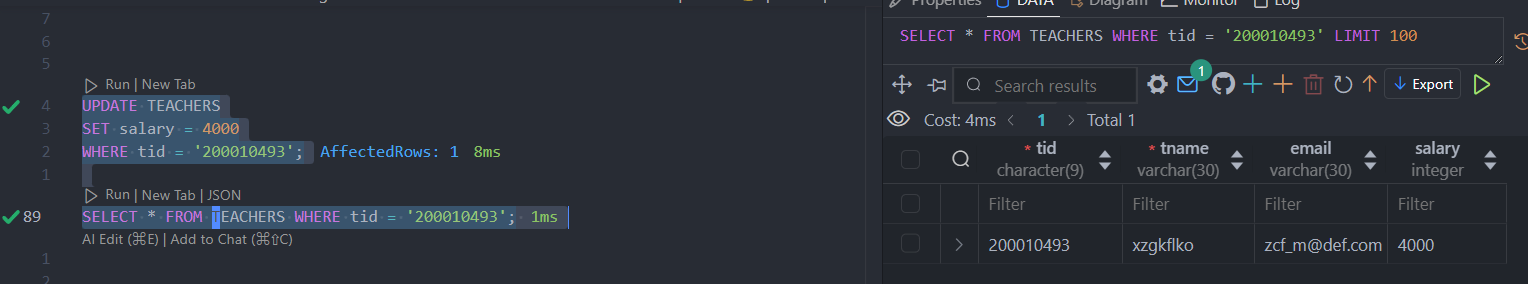 7
6
5
Run | New Tab
4 UPDATE TEACHERS
3 SET salary = 4000
2 WHERE tid = '200010493'; AffectedRows: 1 8ms
1
Run | New Tab | JSON
89 SELECT * FROM TEACHERS WHERE tid = '200010493'; 1ms
AI Edit (⌘E) | Add to Chat (⌘⇧C)
1
2
Properties DATA Diagram Monitor Log
SELECT * FROM TEACHERS WHERE tid = '200010493' LIMIT 100
Search results 1 Export
Cost: 4ms < 1 > Total 1
* tid * tname email salary
character(9) varchar(30) varchar(30) integer
Filter Filter Filter Filter
200010493 xzgkflko zcf_m@def.com 4000